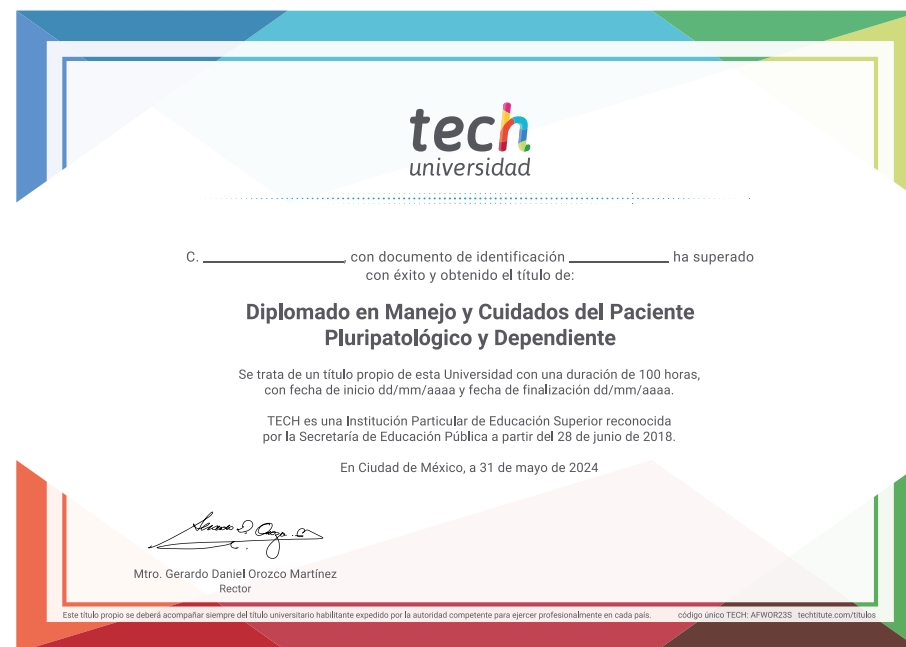 tech
universidad
C. ____________________, con documento de identificación ______________ ha superado
con éxito y obtenido el título de:
Diplomado en Manejo y Cuidados del Paciente
Pluripatológico y Dependiente
Se trata de un título propio de esta Universidad con una duración de 100 horas,
con fecha de inicio dd/mm/aaaa y fecha de finalización dd/mm/aaaa.
TECH es una Institución Particular de Educación Superior reconocida
por la Secretaría de Educación Pública a partir del 28 de junio de 2018.
En Ciudad de México, a 31 de mayo de 2024
Mtro. Gerardo Daniel Orozco Martínez
Rector
Este título propio se deberá acompañar siempre del título universitario habilitante expedido por la autoridad competente para ejercer profesionalmente en cada país. código único TECH: AFWOR23S techtitute.com/titulos